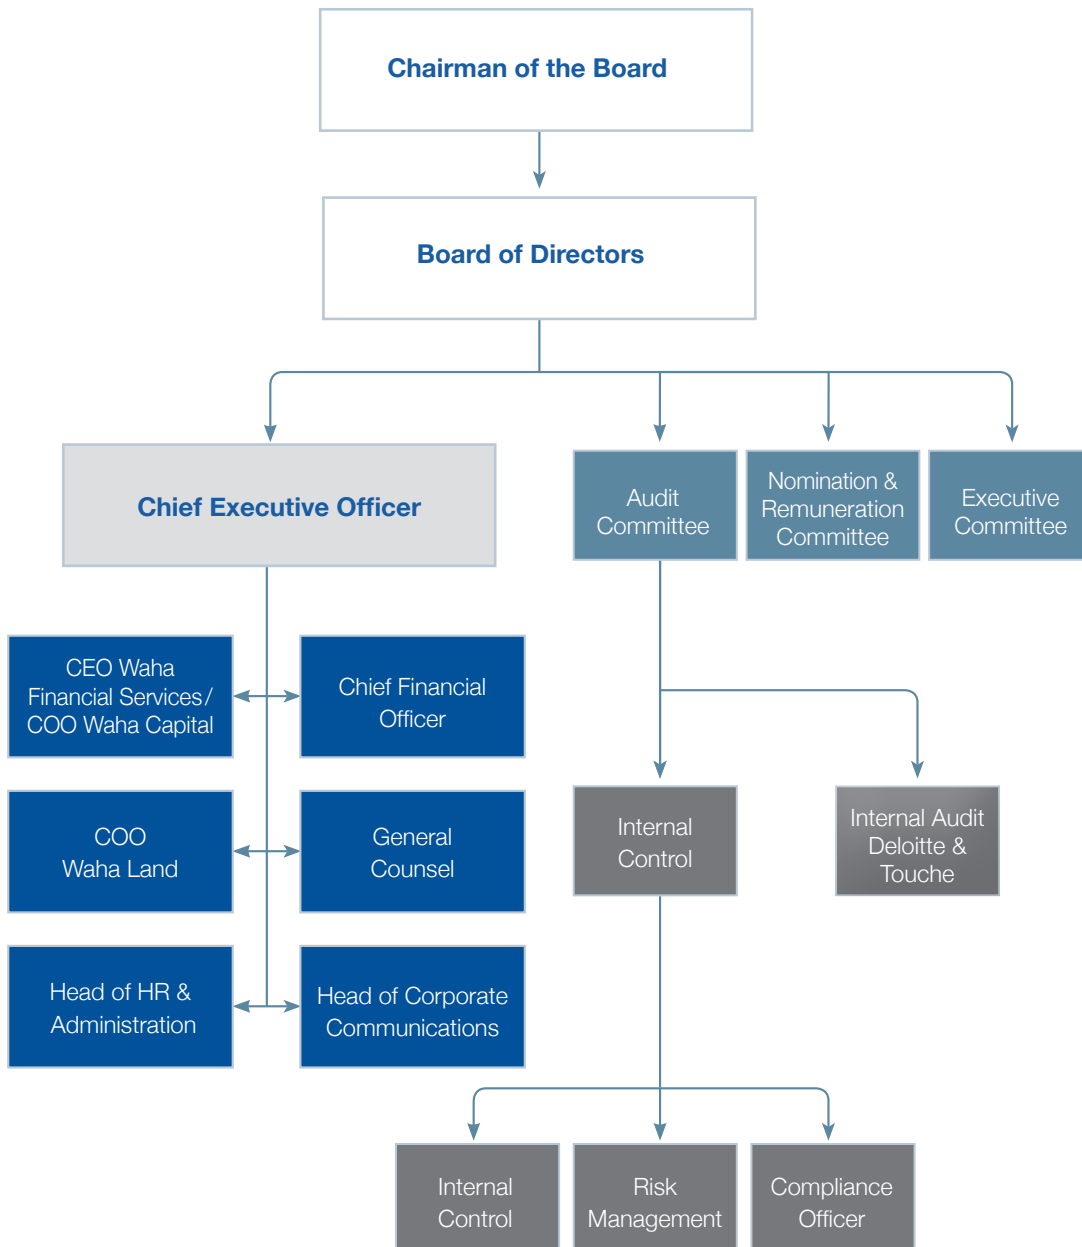 Chairman of the Board
Board of Directors
Chief Executive Officer
Audit
Committee
Nomination &
Remuneration
Committee
Executive
Committee
CEO Waha
Financial Services/
COO Waha Capital
Chief Financial
Officer
COO
Waha Land
General
Counsel
Internal
Control
Internal Audit
Deloitte &
Touche
Head of HR &
Administration
Head of Corporate
Communications
Internal
Control
Risk
Management
Compliance
Officer